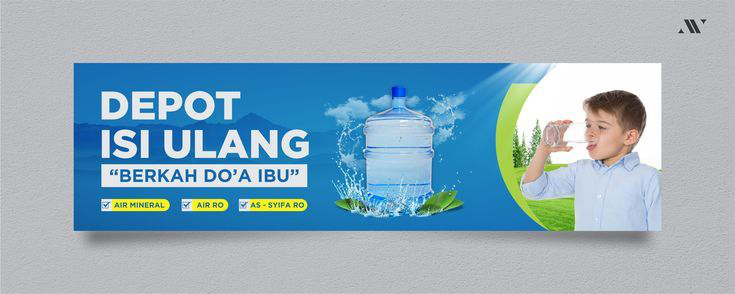 DEPOT
ISI ULANG
“BERKAH DO’A IBU”
AIR MINERAL AIR RO AS - SYIFA RO